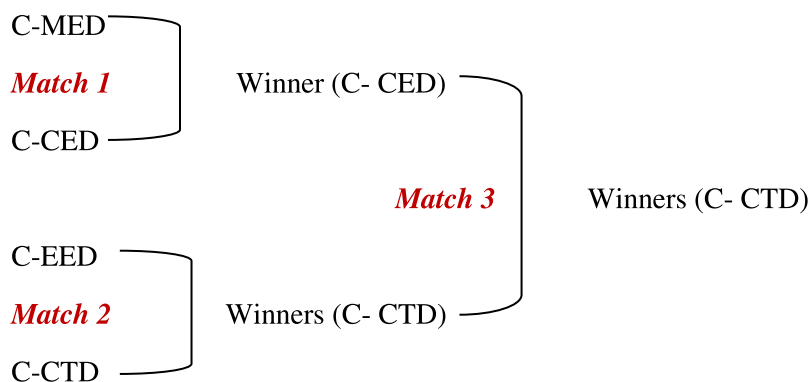 C-MED
Match 1
Winner (C- CED)
C-CED
Match 3
Winners (C- CTD)
C-EED
Match 2
Winners (C- CTD)
C-CTD